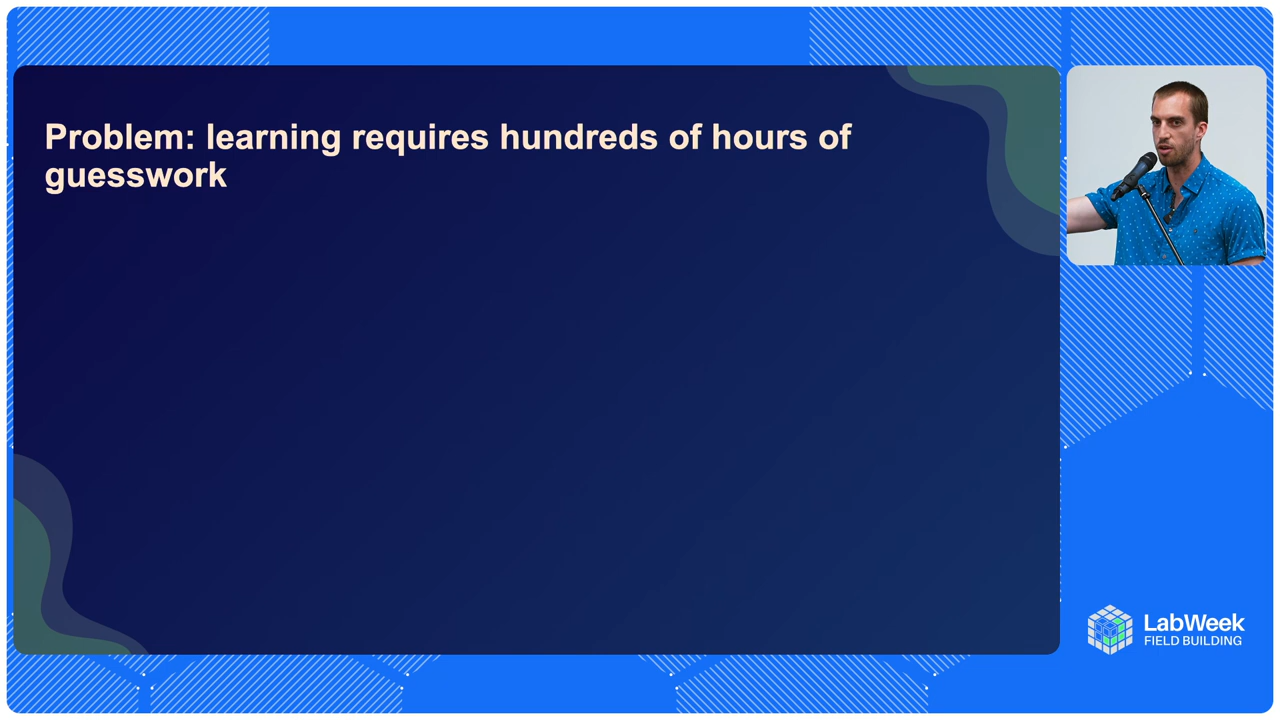 Problem: learning requires hundreds of hours of
guesswork
LabWeek
FIELD BUILDING